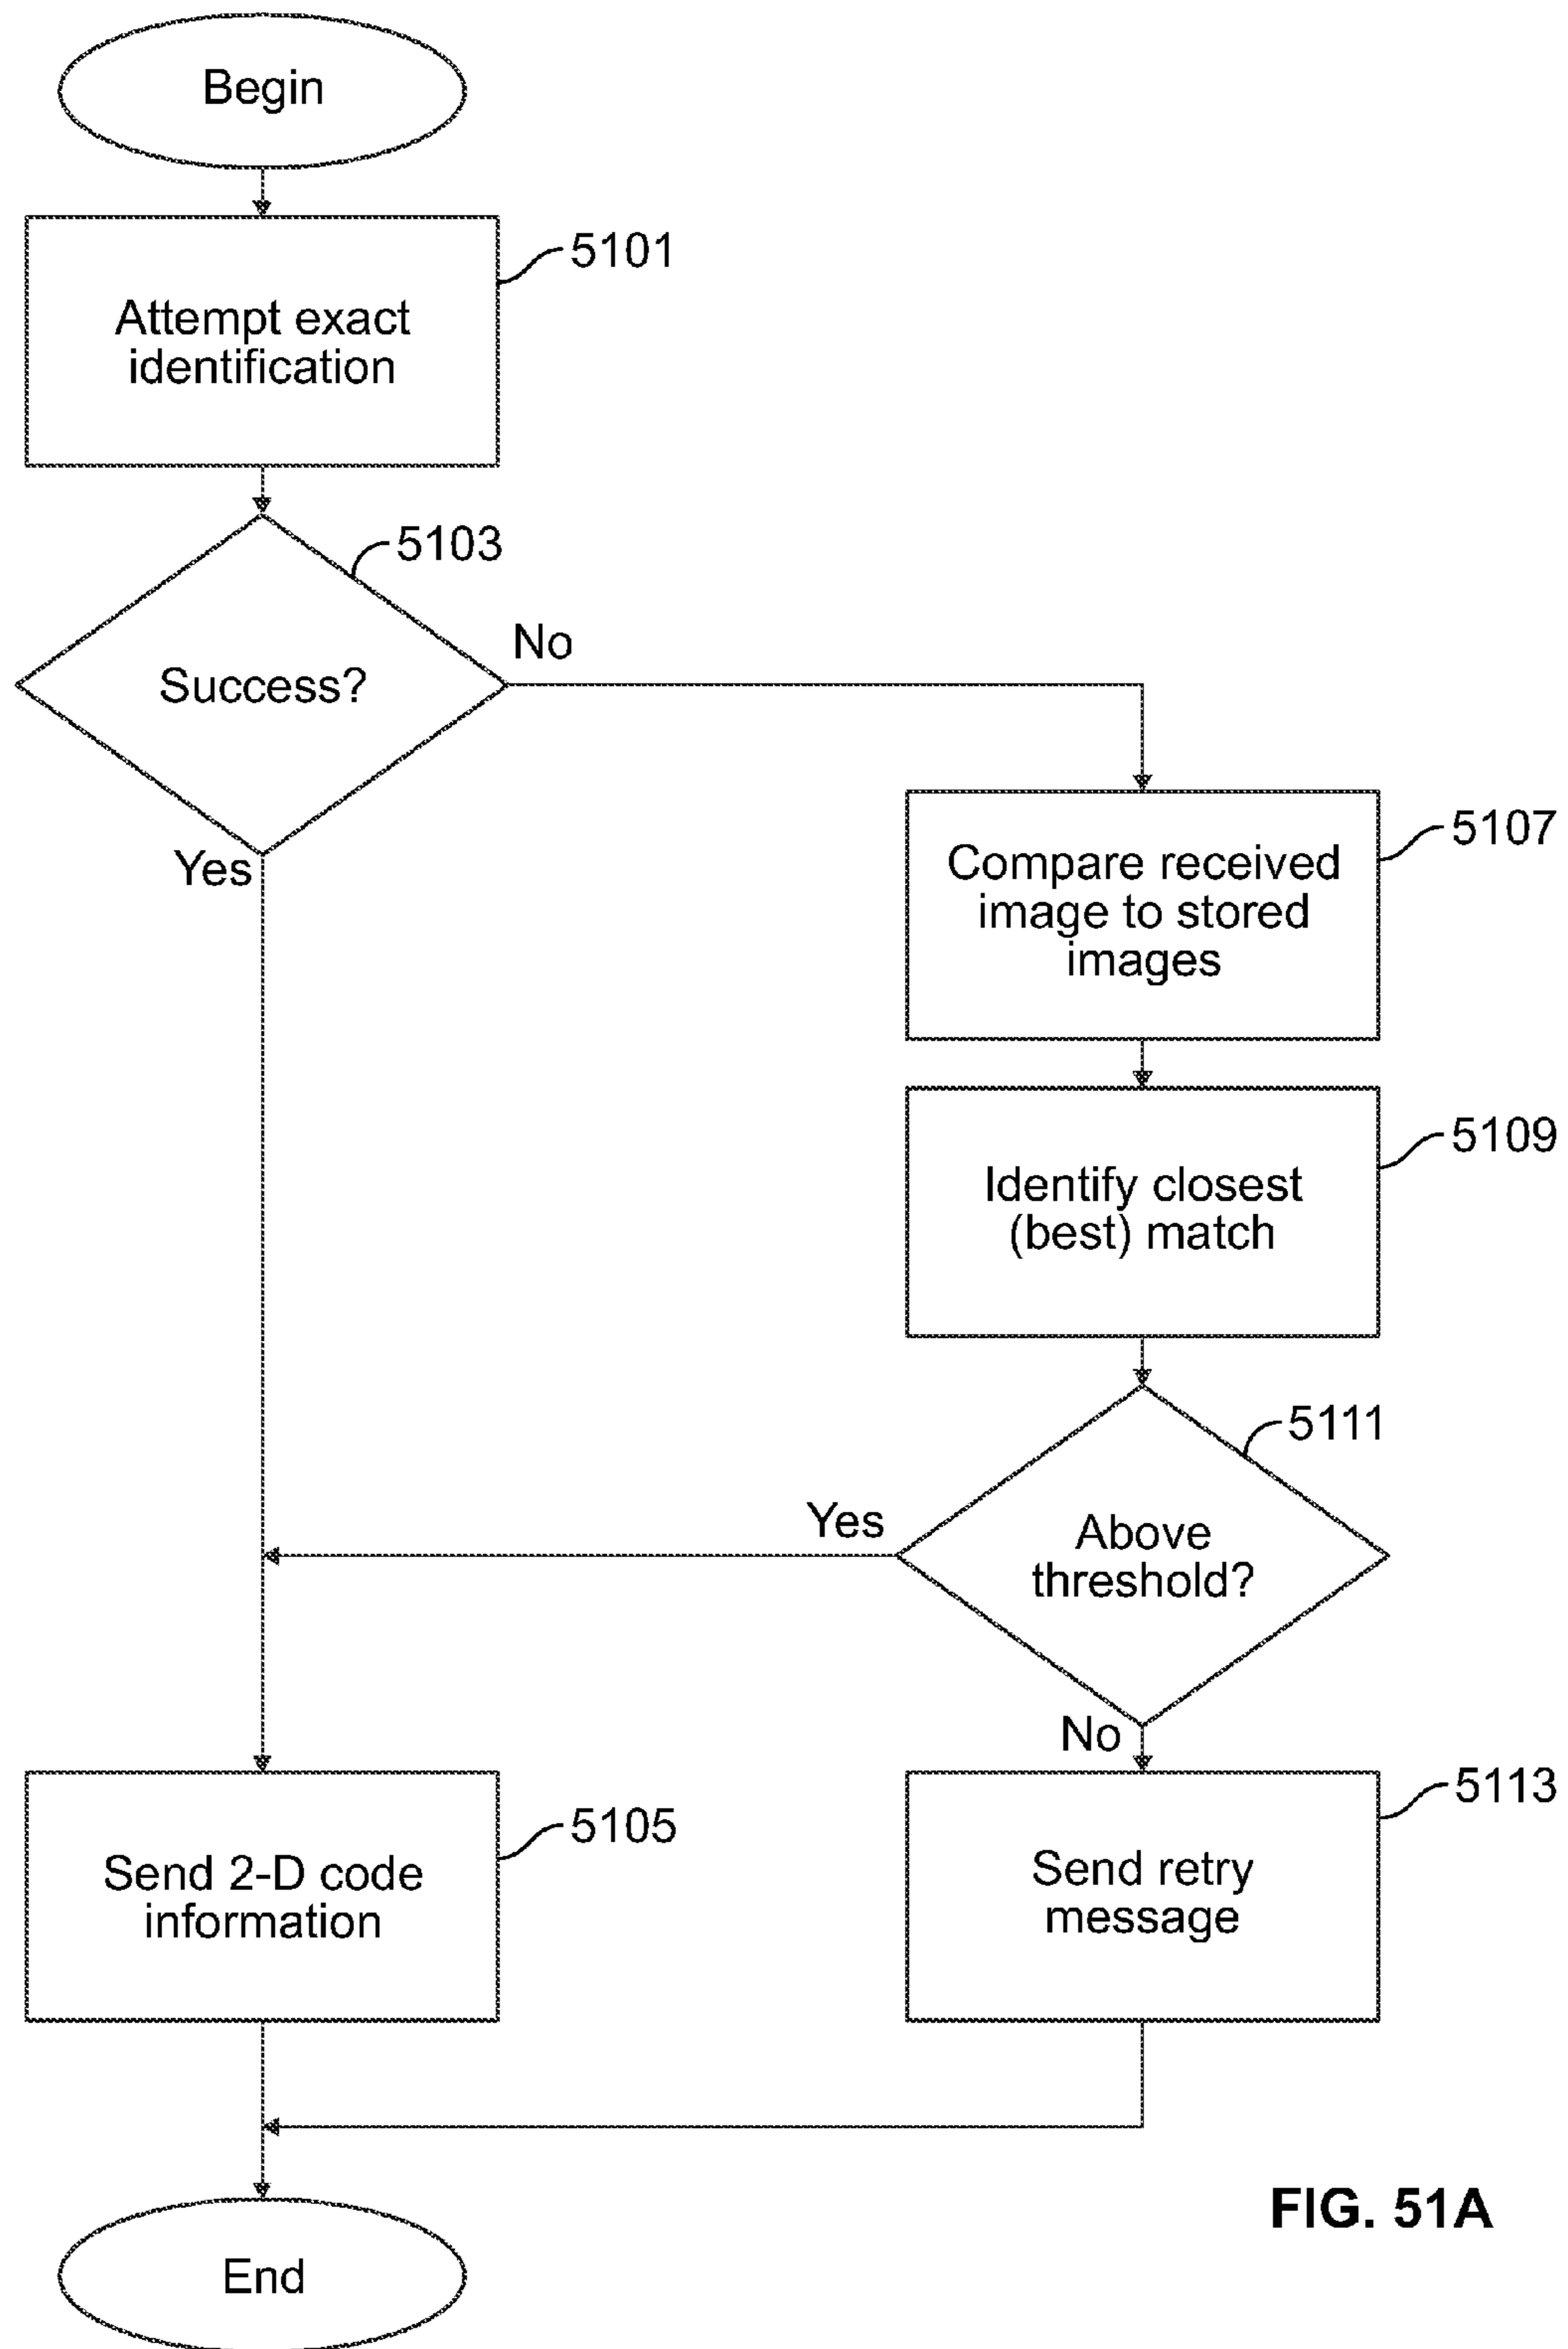 Begin
5101
Attempt exact
identification
5103
No
Success?
Yes
5107
Compare received
image to stored
images
5109
Identify closest
(best) match
5111
Yes
Above
threshold?
No
5113
5105
Send 2-D code
information
Send retry
message
FIG. 51A
End